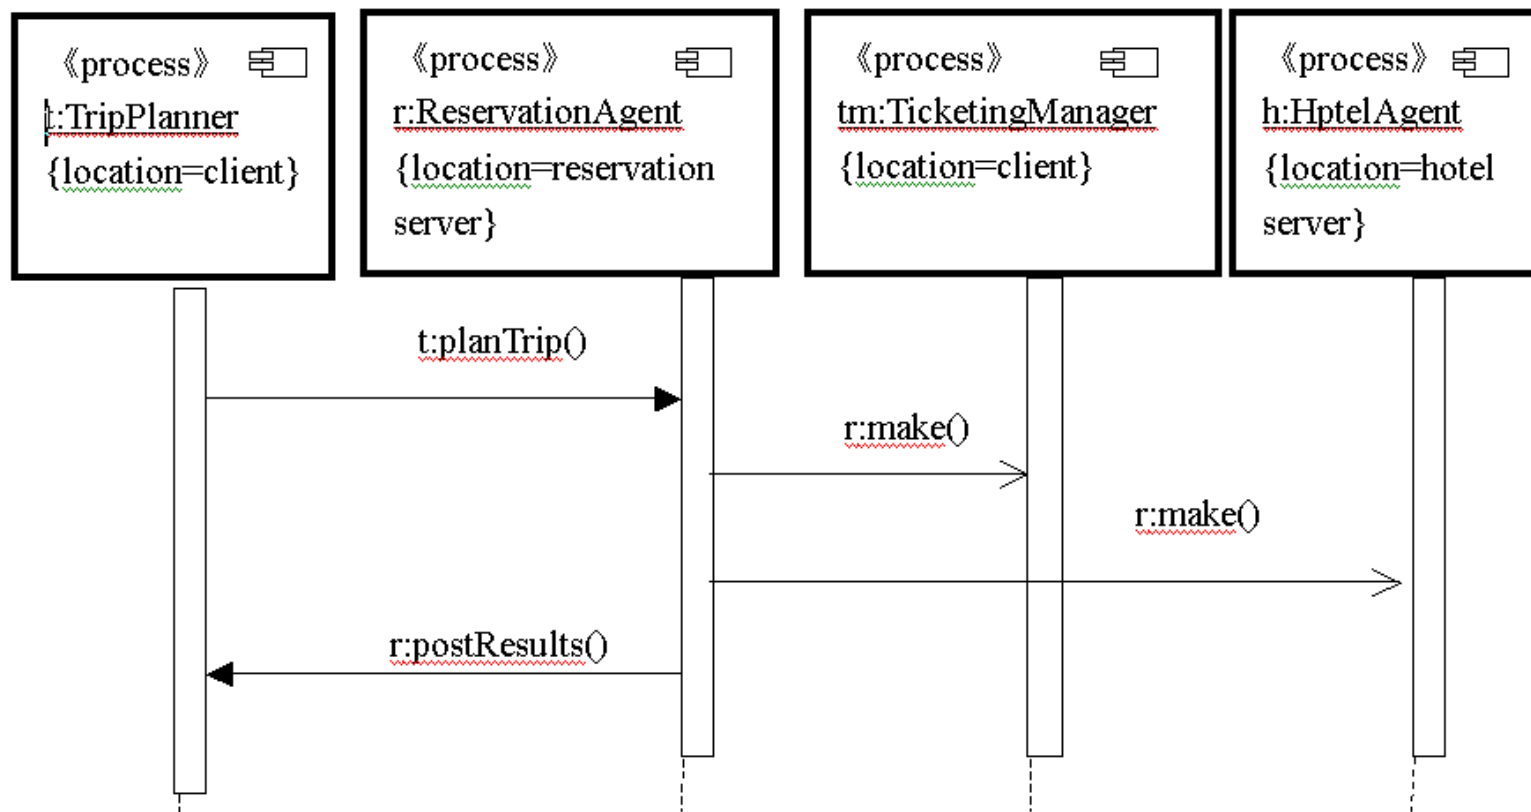 《process》
t:TripPlanner
{location=client}
《process》
r:ReservationAgent
{location=reservation
server}
《process》
tm:TicketingManager
{location=client}
《process》
h:HptelAgent
{location=hotel
server}
t:planTrip()
r:make()
r:make()
r:postResults()